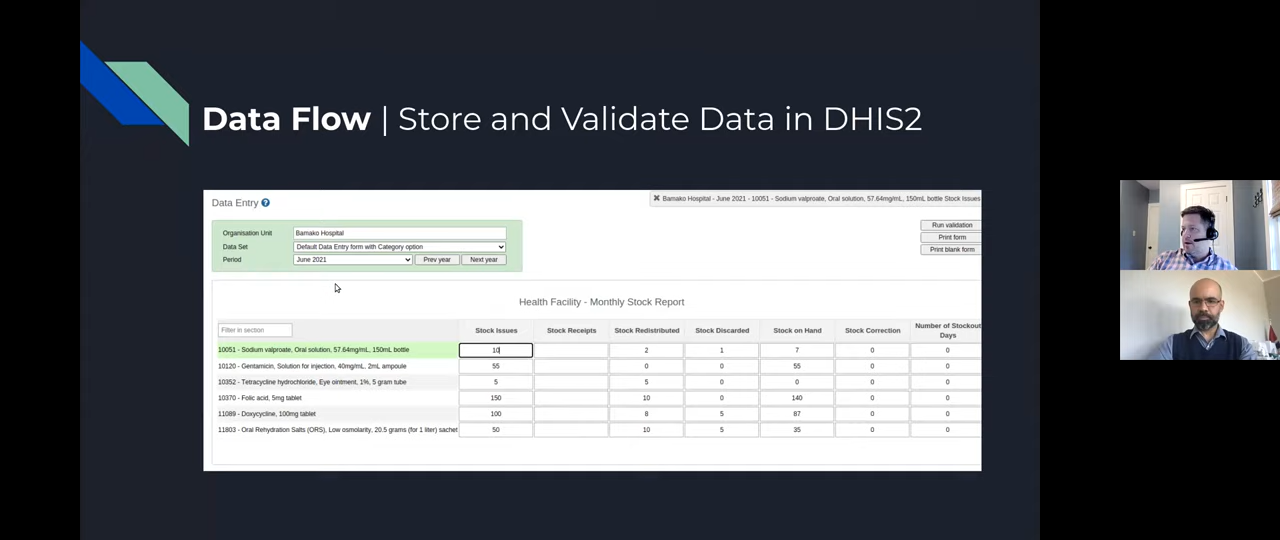 Data Flow | Store and Validate Data in DHIS2
Data Entry ?
✖ Bamako Hospital - June 2021 - 10051 - Sodium valproate, Oral solution, 57.64mg/mL, 150mL bottle Stock Issues
Organisation Unit Bamako Hospital
Run validation
Data Set Default Data Entry form with Category option
Print form
Period June 2021 Prev year Next year
Print blank form
Health Facility - Monthly Stock Report
Filter in section Stock Issues Stock Receipts Stock Redistributed Stock Discarded Stock on Hand Stock Correction Number of Stockout Days
10051 - Sodium valproate, Oral solution, 57.64mg/mL, 150mL bottle 10 2 1 7 0 0
10120 - Gentamicin, Solution for injection, 40mg/mL, 2mL ampoule 55 0 0 55 0 0
10352 - Tetracycline hydrochloride, Eye ointment, 1%, 5 gram tube 5 5 0 0 0 0
10370 - Folic acid, 5mg tablet 150 10 0 140 0 0
11089 - Doxycycline, 100mg tablet 100 8 5 87 0 0
11803 - Oral Rehydration Salts (ORS), Low osmolarity, 20.5 grams (for 1 liter) sachet 50 10 5 35 0 0